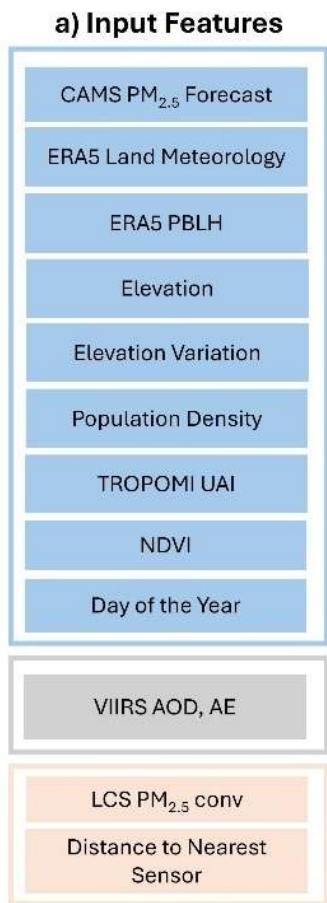 a) Input Features
CAMS PM₂.₅ Forecast
ERA5 Land Meteorology
ERA5 PBLH
Elevation
Elevation Variation
Population Density
TROPOMI UAI
NDVI
Day of the Year
VIIRS AOD, AE
LCS PM₂.₅ conv
Distance to Nearest
Sensor